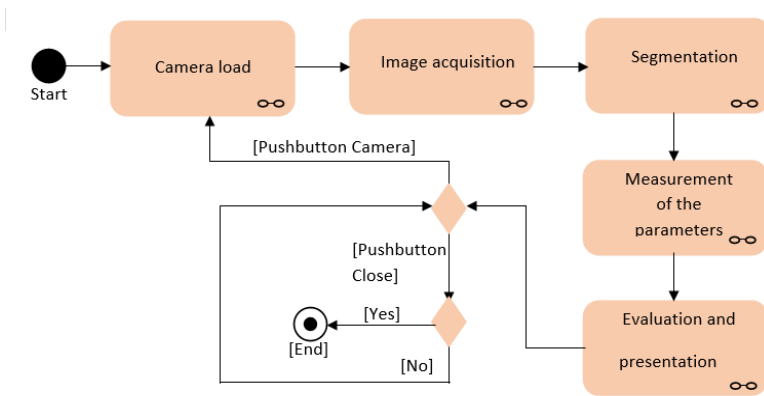 Start
Camera load
Image acquisition
Segmentation
[Pushbutton Camera]
Measurement
of the
parameters
[Pushbutton
Close]
[Yes]
[End]
[No]
Evaluation and
presentation